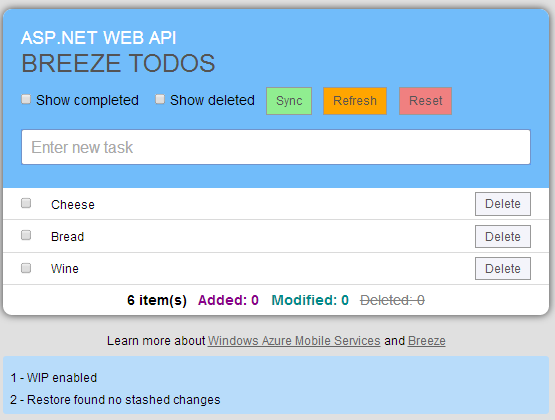 ASP.NET WEB API
BREEZE TODOS
Show completed Show deleted Sync Refresh Reset
Enter new task
Cheese Delete
Bread Delete
Wine Delete
6 item(s) Added: 0 Modified: 0 Deleted: 0
Learn more about Windows Azure Mobile Services and Breeze
1 - WIP enabled
2 - Restore found no stashed changes